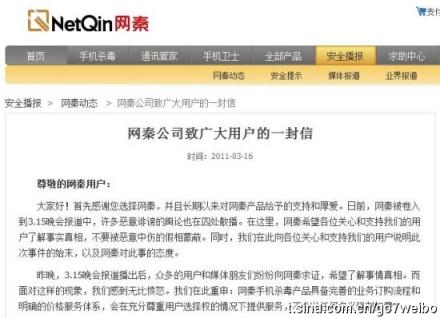 NetQin网秦
支付
首页 手机杀毒 通讯管家 手机卫士 全部产品 安全播报 求助中心
网秦动态 安全提示 媒体报道 业界报道
安全播报 > 网秦动态 > 网秦公司致广大用户的一封信
网秦公司致广大用户的一封信
时间：2011-03-16
尊敬的网秦用户：
大家好！首先感谢您选择网秦，并且长期以来对网秦产品给予的支持和厚爱。日前，网秦被卷入
到3.15晚会报道中，许多恶意诽谤的舆论也在四处散播。在这里，网秦希望各位关心和支持我们的用
户了解事实真相，不要被恶意中伤的假相蒙蔽。同时，我们在此向各位关心和支持我们的用户说明此
次事件的始末，以及网秦对此事的态度。
昨晚，3.15晚会报道播出后，众多的用户和媒体朋友们纷纷向网秦求证，希望了解事情真相。而
面对这样的现象，我们感到无比愤怒。我们在此重申：网秦手机杀毒产品具备完善的业务订购流程和
明确的价格服务体系，会在充分尊重用户选择权的情况下提供服务，
t.sina.com.cn/go7weibo